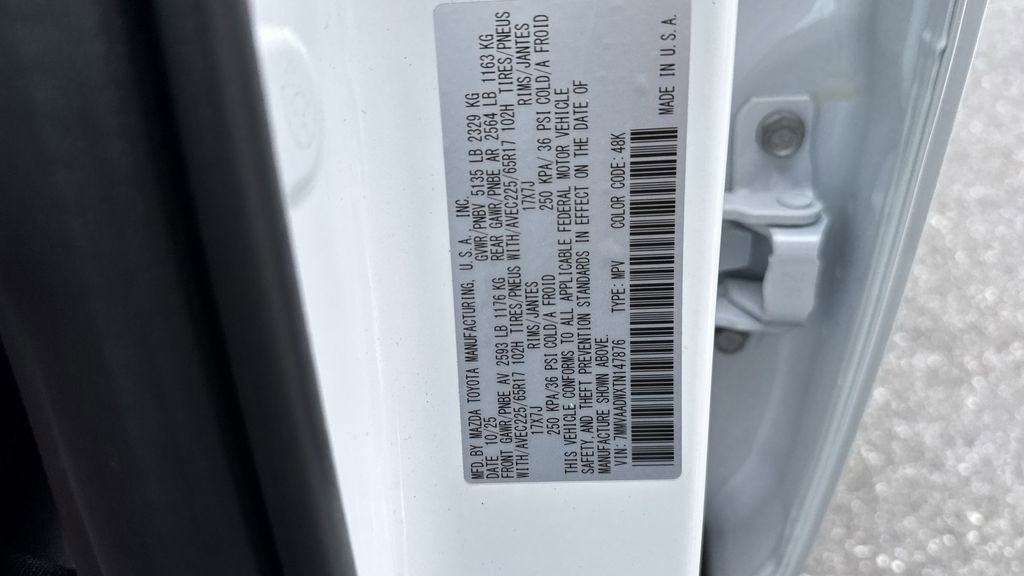 MFD.BY MAZDA TOYOTA MANUFACTURING, U.S.A., INC.
DATE 10/25 GVWR/PNBV 5135 LB 2329 KG
FRONT GAWR/PNBE AV 2593 LB 1176 KG REAR GAWR/PNBE AR 2564 LB 1163 KG
WITH/AVEC225/65R17 102H TIRES/PNEUS WITH/AVEC225/65R17 102H TIRES/PNEUS
17X7J RIMS/JANTES 17X7J RIMS/JANTES
250 KPA/36 PSI COLD/A FROID 250 KPA/ 36 PSI COLD/A FROID
THIS VEHICLE CONFORMS TO ALL APPLICABLE FEDERAL MOTOR VEHICLE
SAFETY,AND THEFT PREVENTION STANDARDS IN EFFECT ON THE DATE OF
MANUFACTURE SHOWN ABOVE.
VIN: 7MMVAADWXTN147876 TYPE: MPV COLOR CODE: 48K
MADE IN U.S.A.